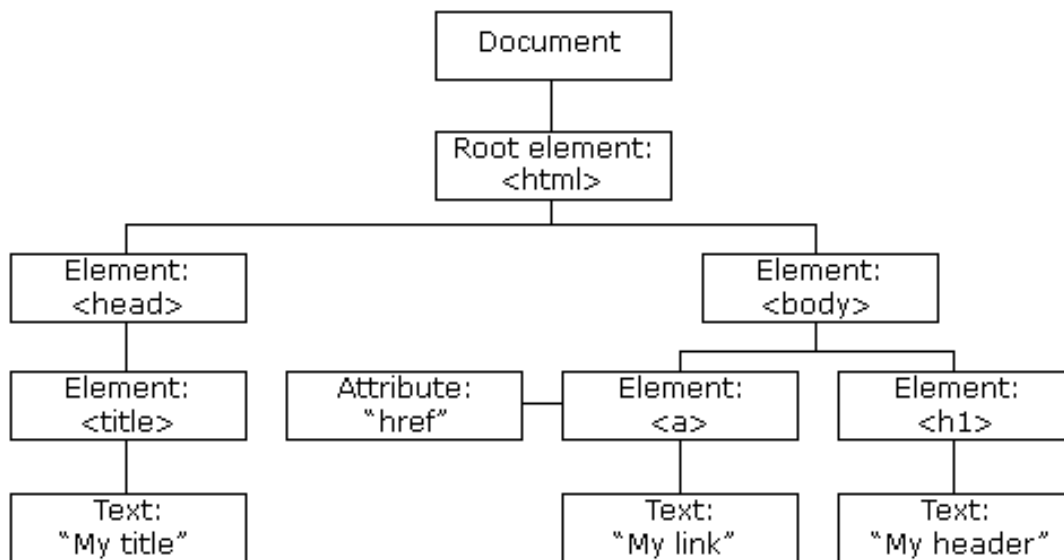 Document
Root element:
<html>
Element:
<head>
Element:
<body>
Element:
<title>
Attribute:
“href”
Element:
<a>
Element:
<h1>
Text:
“My title”
Text:
“My link”
Text:
“My header”